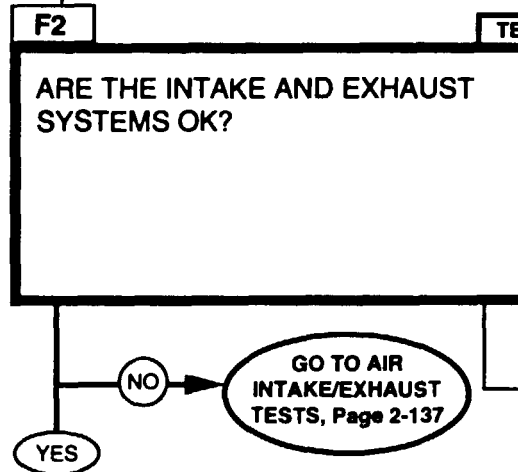 F2
TE
ARE THE INTAKE AND EXHAUST
SYSTEMS OK?
NO
GO TO AIR
INTAKE/EXHAUST
TESTS, Page 2-137
YES